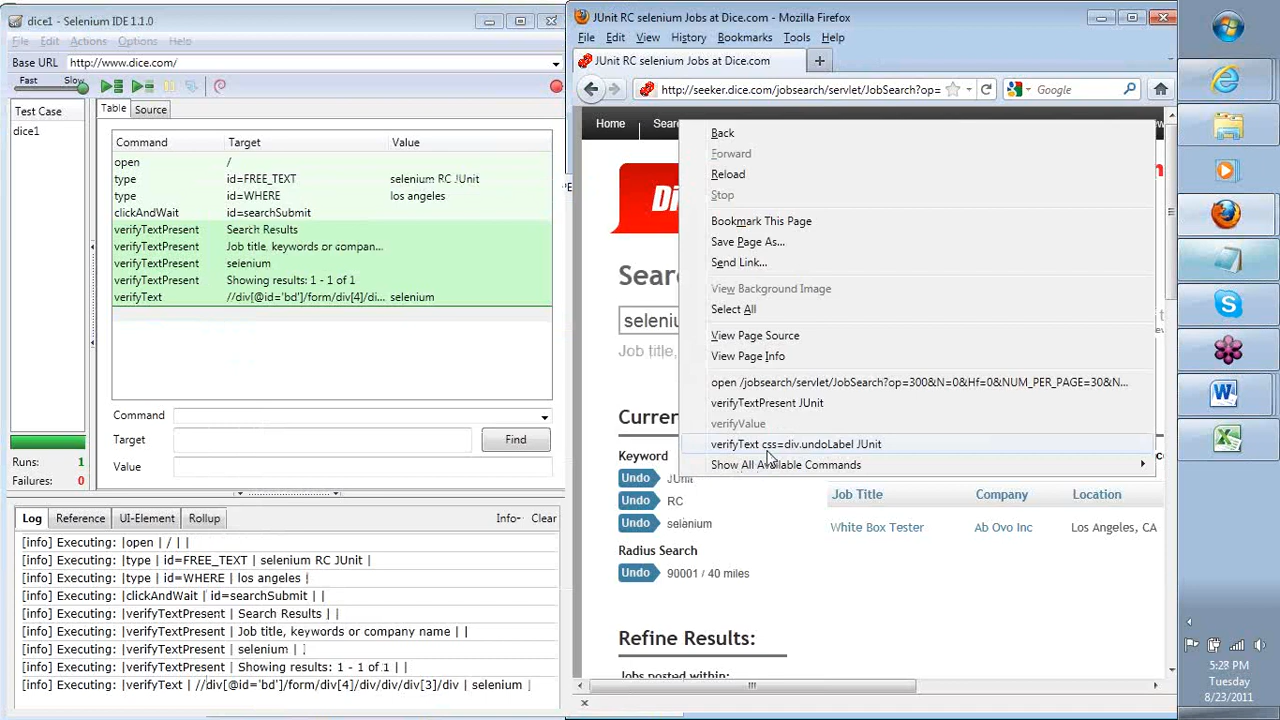 dice1 - Selenium IDE 1.1.0
File Edit Actions Options Help
Base URL http://www.dice.com/
Fast Slow
Test Case
dice1
Table Source
Command Target Value
open /
type id=FREE_TEXT selenium RC JUnit
type id=WHERE los angeles
clickAndWait id=searchSubmit
verifyTextPresent Search Results
verifyTextPresent Job title, keywords or compan...
verifyTextPresent selenium
verifyTextPresent Showing results: 1 - 1 of 1
verifyText //div[@id='bd']/form/div[4]/di... selenium
Command
Target Find
Value
Runs: 1
Failures: 0
Log Reference UI-Element Rollup Info- Clear
[info] Executing: |open | / | |
[info] Executing: |type | id=FREE_TEXT | selenium RC JUnit |
[info] Executing: |type | id=WHERE | los angeles |
[info] Executing: |clickAndWait | id=searchSubmit | |
[info] Executing: |verifyTextPresent | Search Results | |
[info] Executing: |verifyTextPresent | Job title, keywords or company name | |
[info] Executing: |verifyTextPresent | selenium | |
[info] Executing: |verifyTextPresent | Showing results: 1 - 1 of 1 | |
[info] Executing: |verifyText | //div[@id='bd']/form/div[4]/div/div/div[3]/div | selenium |
JUnit RC selenium Jobs at Dice.com - Mozilla Firefox
File Edit View History Bookmarks Tools Help
JUnit RC selenium Jobs at Dice.com
http://seeker.dice.com/jobsearch/servlet/JobSearch?op= Google
Home Sear
Di
Sear
seleniu
Job title,
Curren
Back
Forward
Reload
Stop
Bookmark This Page
Save Page As...
Send Link...
View Background Image
Select All
View Page Source
View Page Info
open /jobsearch/servlet/JobSearch?op=300&N=0&Hf=0&NUM_PER_PAGE=30&N...
verifyTextPresent JUnit
verifyValue
verifyText css=div.undoLabel JUnit
Show All Available Commands
Keyword
Undo JUnit
Undo RC
Undo selenium
Radius Search
Undo 90001 / 40 miles
Job Title Company Location
White Box Tester Ab Ovo Inc Los Angeles, CA
Refine Results:
Jobs posted within:
5:28 PM
Tuesday
8/23/2011